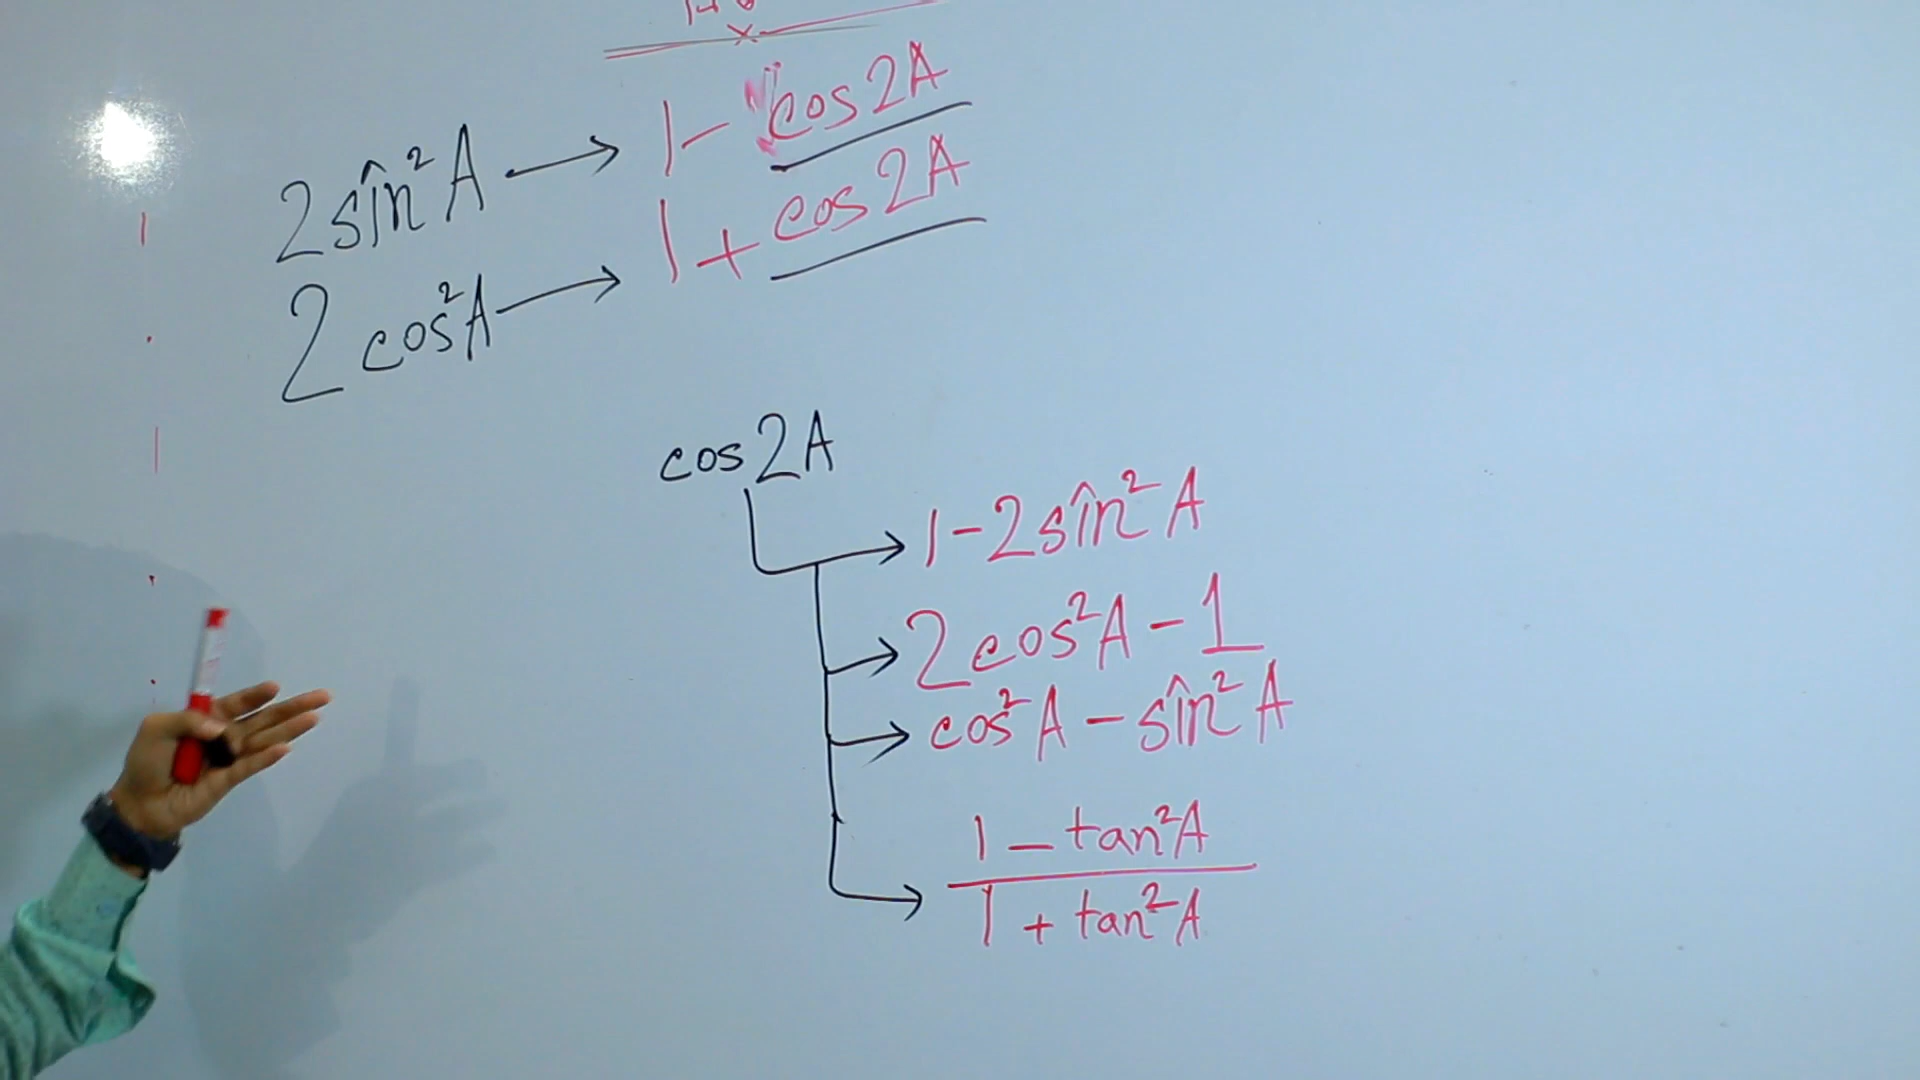 2sin²A → 1 - cos2A
2cos²A → 1 + cos2A
cos2A
→ 1 - 2sin²A
→ 2cos²A - 1
→ cos²A - sin²A
→ 1 - tan²A
1 + tan²A